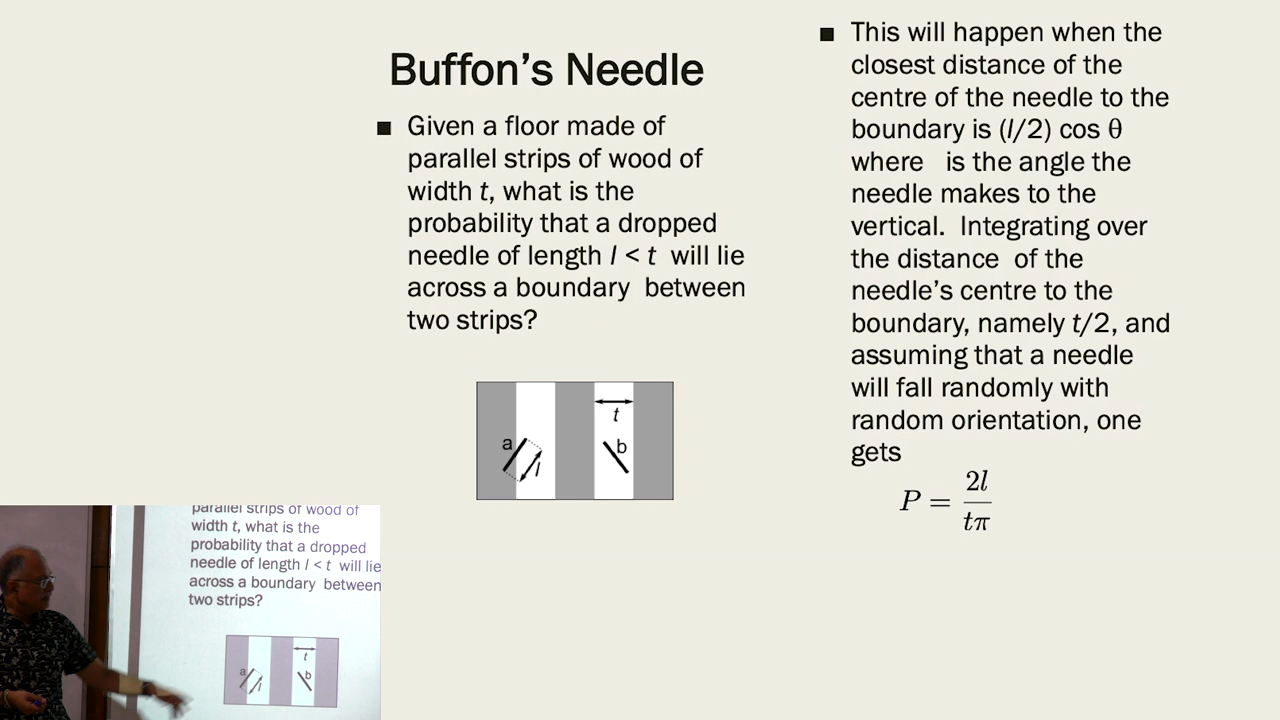 Buffon's Needle
■ Given a floor made of
parallel strips of wood of
width t, what is the
probability that a dropped
needle of length l < t will lie
across a boundary between
two strips?
t
a
l
b
■ This will happen when the
closest distance of the
centre of the needle to the
boundary is (l/2) cos θ
where is the angle the
needle makes to the
vertical. Integrating over
the distance of the
needle's centre to the
boundary, namely t/2, and
assuming that a needle
will fall randomly with
random orientation, one
gets
P = 2l / tπ
parallel strips of wood of
width t, what is the
probability that a dropped
needle of length l < t will lie
across a boundary between
two strips?
t
a
l
b